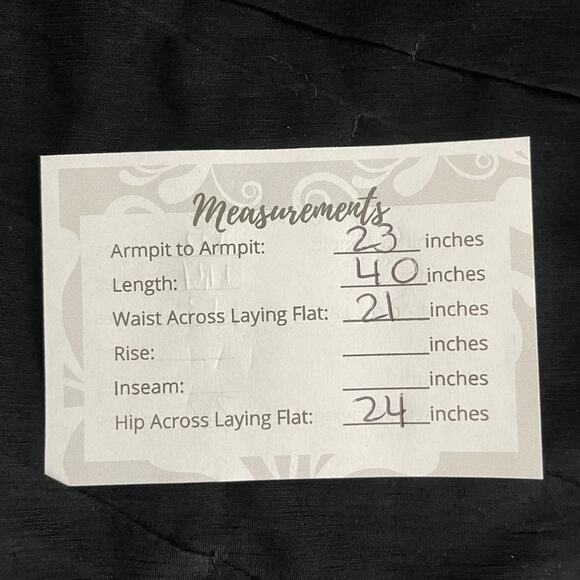 Measurements
Armpit to Armpit: 23 inches
Length: 40 inches
Waist Across Laying Flat: 21 inches
Rise: inches
Inseam: inches
Hip Across Laying Flat: 24 inches